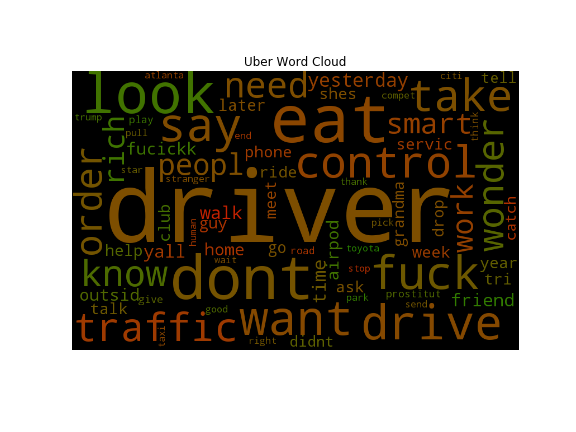 Uber Word Cloud
atlanta
citi
look
need
yesterday
tell
shes
compet
take
later
eat
trump
play
say
smart
think
rich
pull
end
fucickk
phone
servic
order
peopl
ride
control
wonder
star
stranger
thank
driver
meet
grandma
work
club
walk
guy
human
pick
drop
catch
help
yall
home
go
road
airpod
toyota
week
year
know
dont
wait
time
stop
fuck
tri
ask
outsid
give
park
prostitut
friend
talk
good
want
send
drive
traffic
taxi
right
didnt